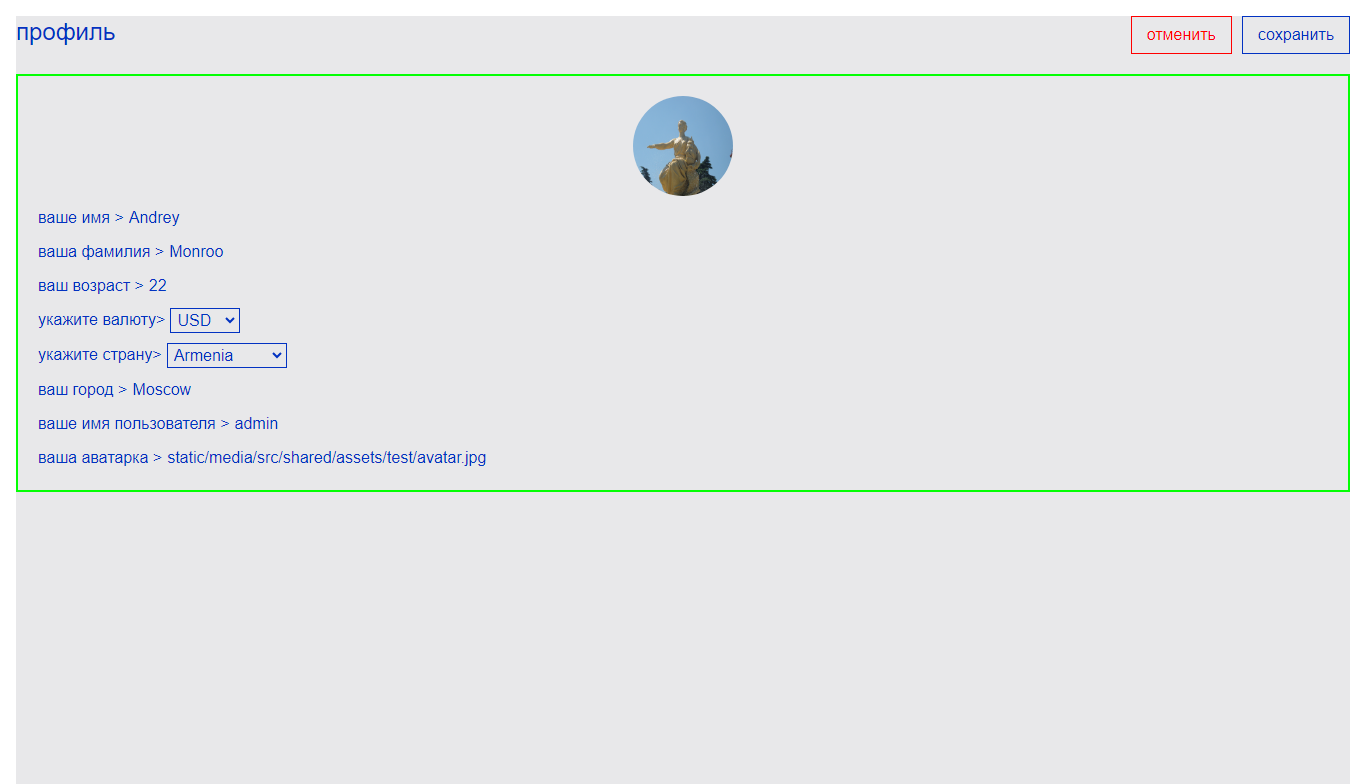 профиль
отменить
сохранить
ваше имя > Andrey
ваша фамилия > Monroo
ваш возраст > 22
укажите валюту> USD
укажите страну> Armenia
ваш город > Moscow
ваше имя пользователя > admin
ваша аватарка > static/media/src/shared/assets/test/avatar.jpg